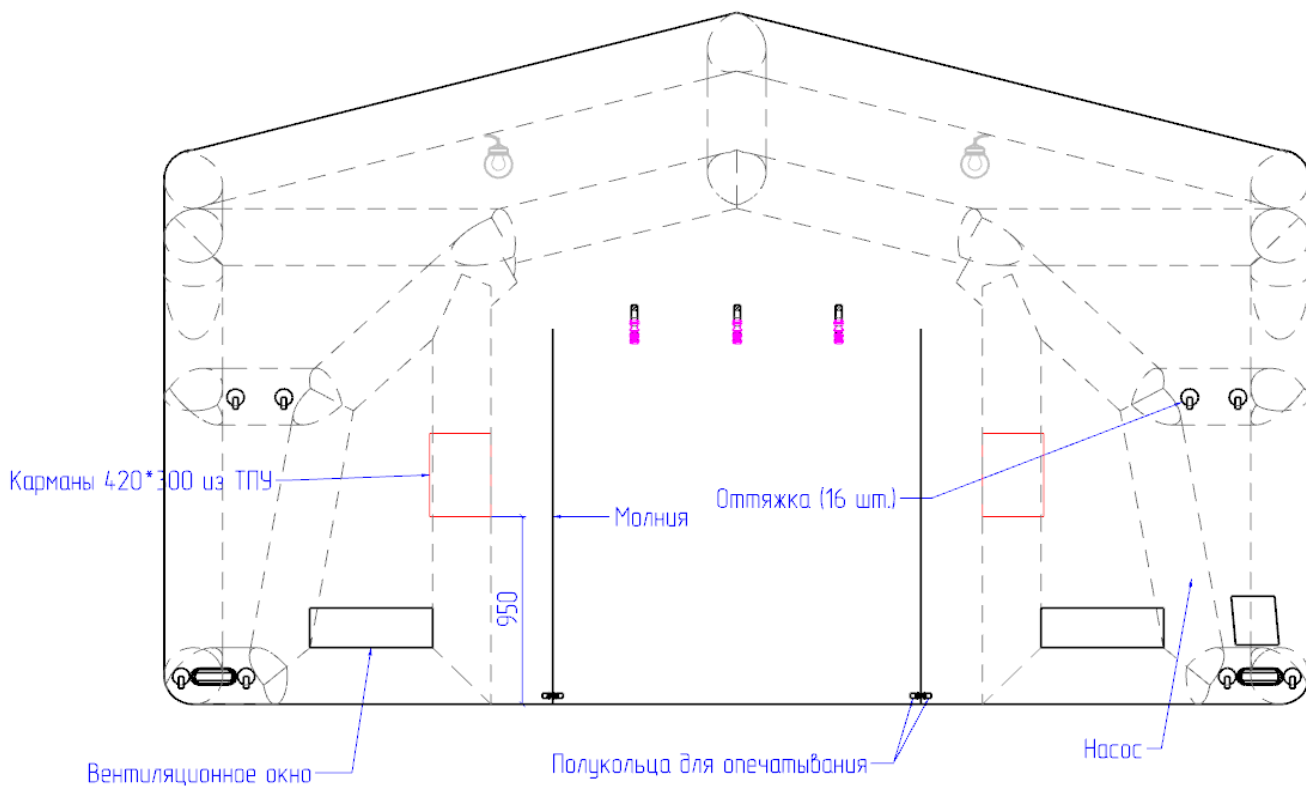 Карманы 420*300 из ТПУ
Оттяжка (16 шт.)
Молния
950
Вентиляционное окно
Полукольца для опечатывания
Насос